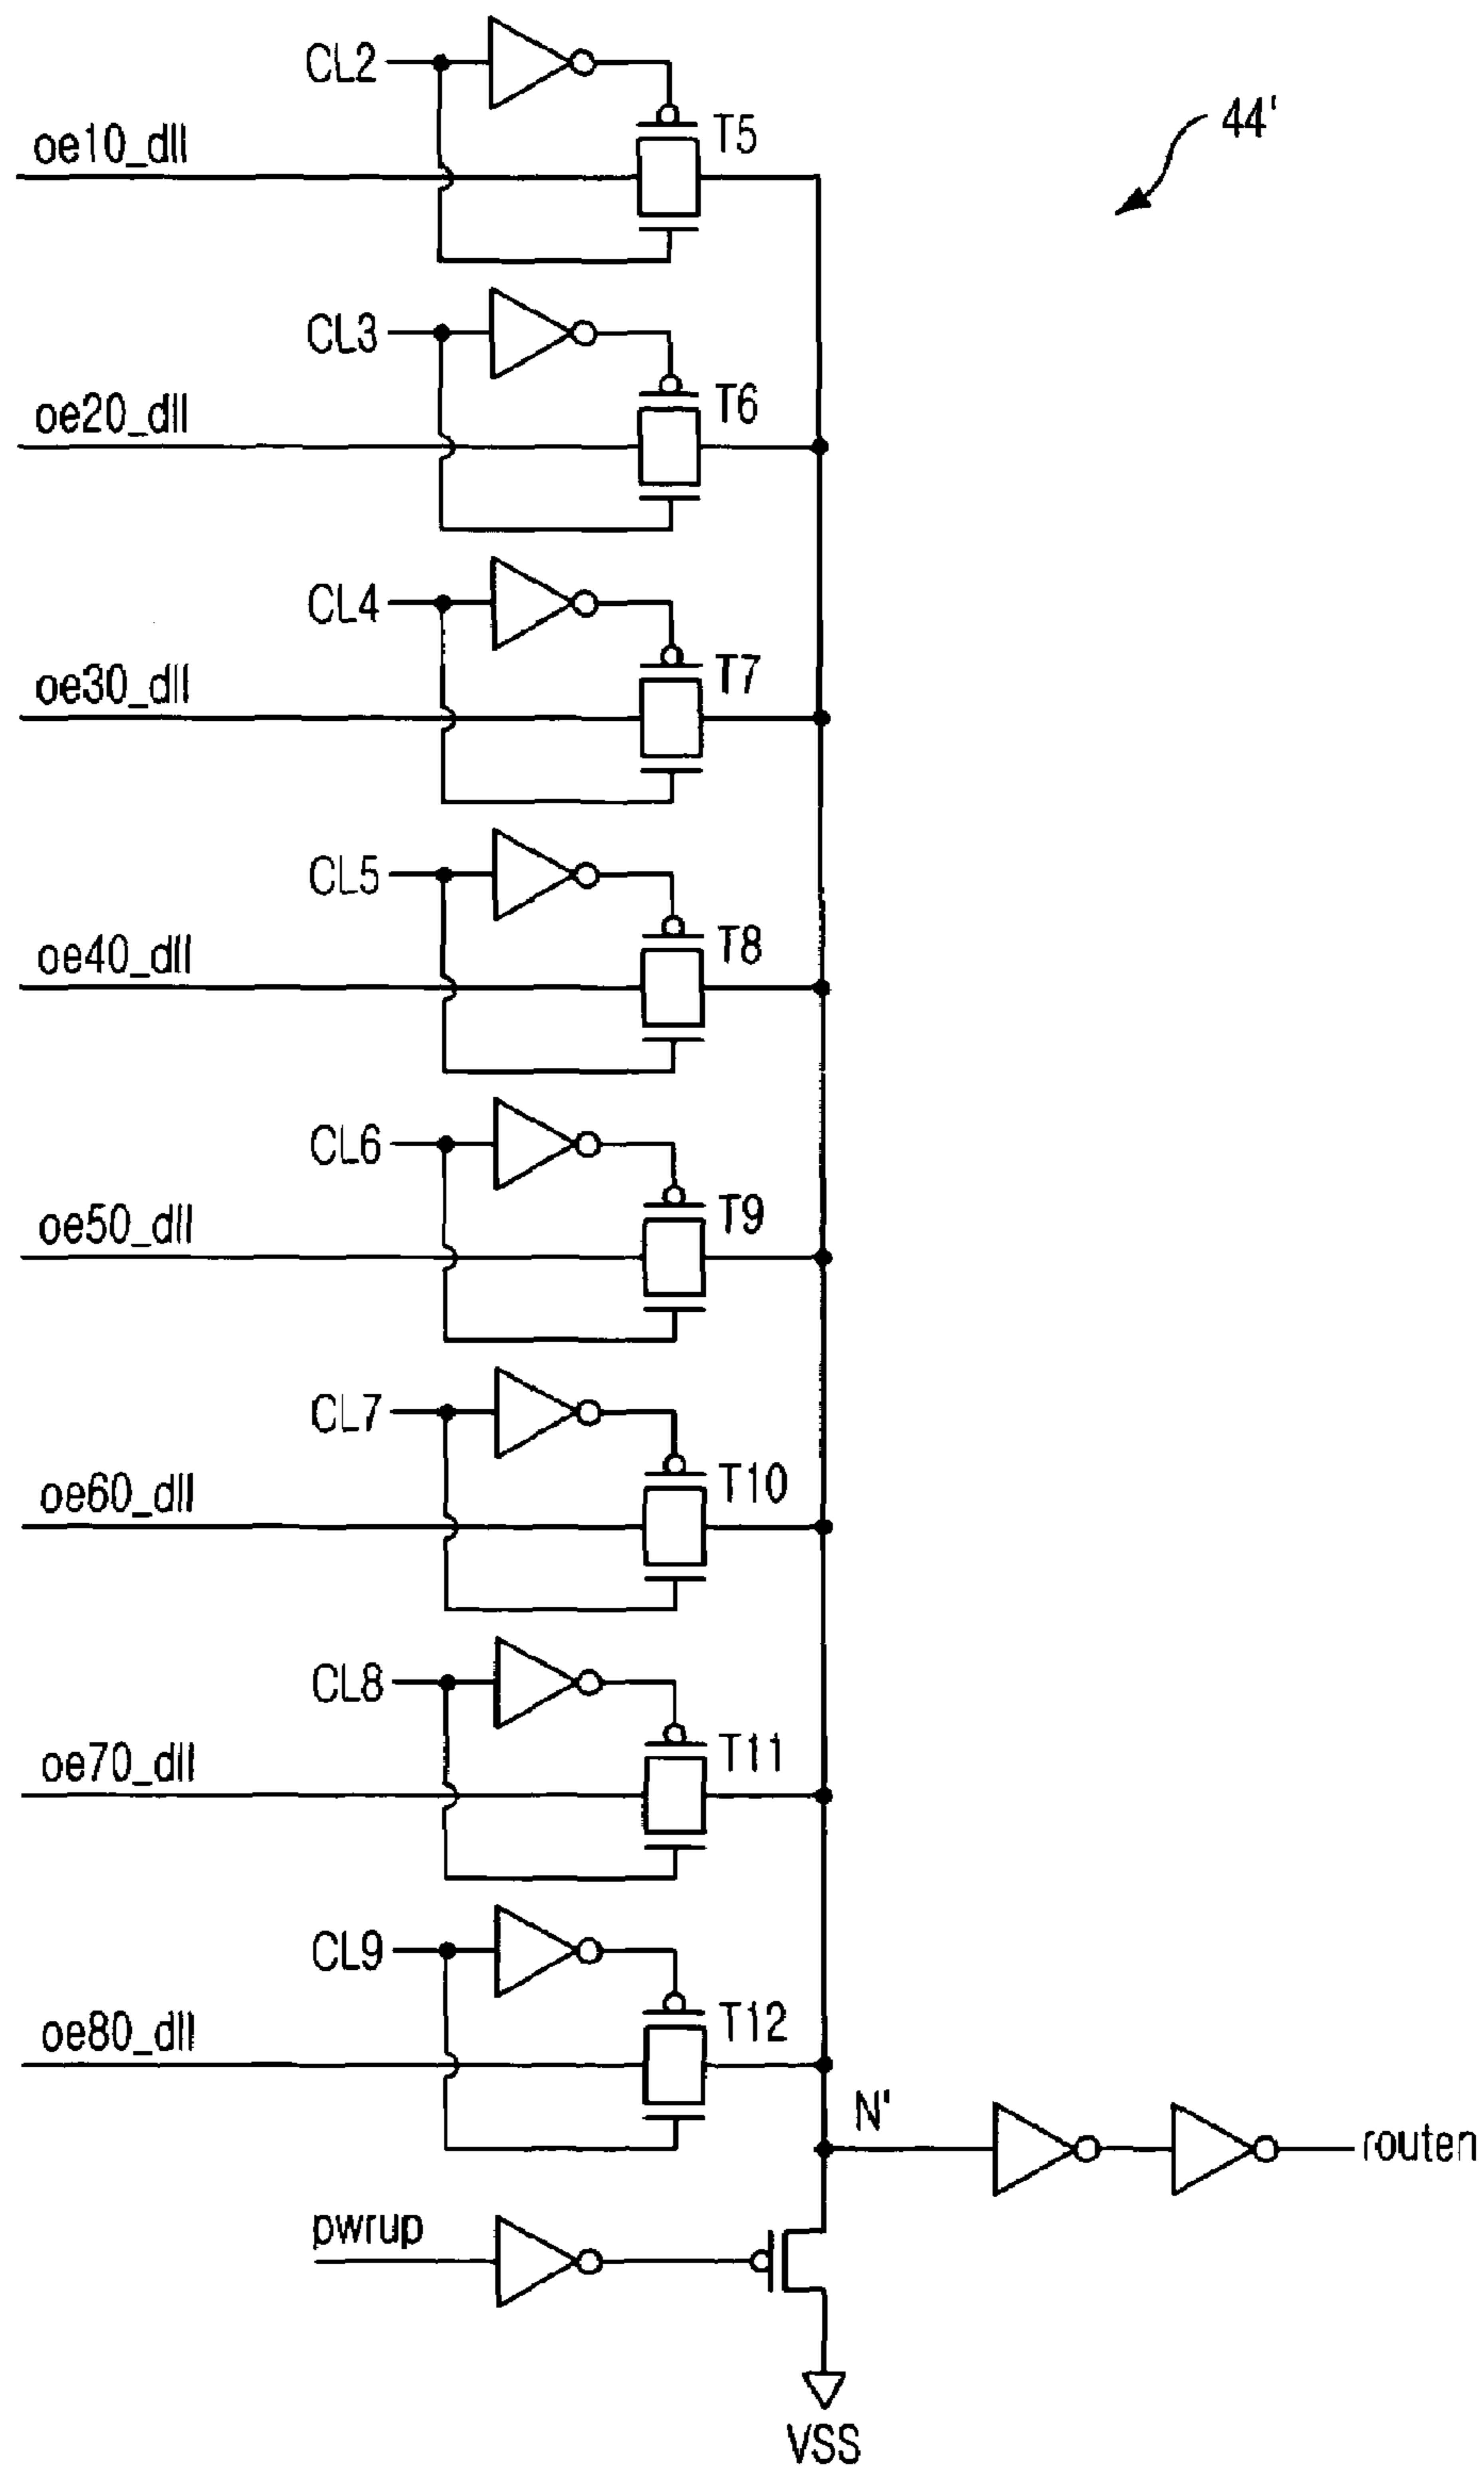 CL2
44'
T5
oe10_dll
CL3
T6
oe20_dll
CL4
T7
oe30_dll
CL5
T8
oe40_dll
CL6
T9
oe50_dll
CL7
T10
oe60_dll
CL8
T11
oe70_dll
CL9
T12
oe80_dll
N'
routen
pwrup
VSS